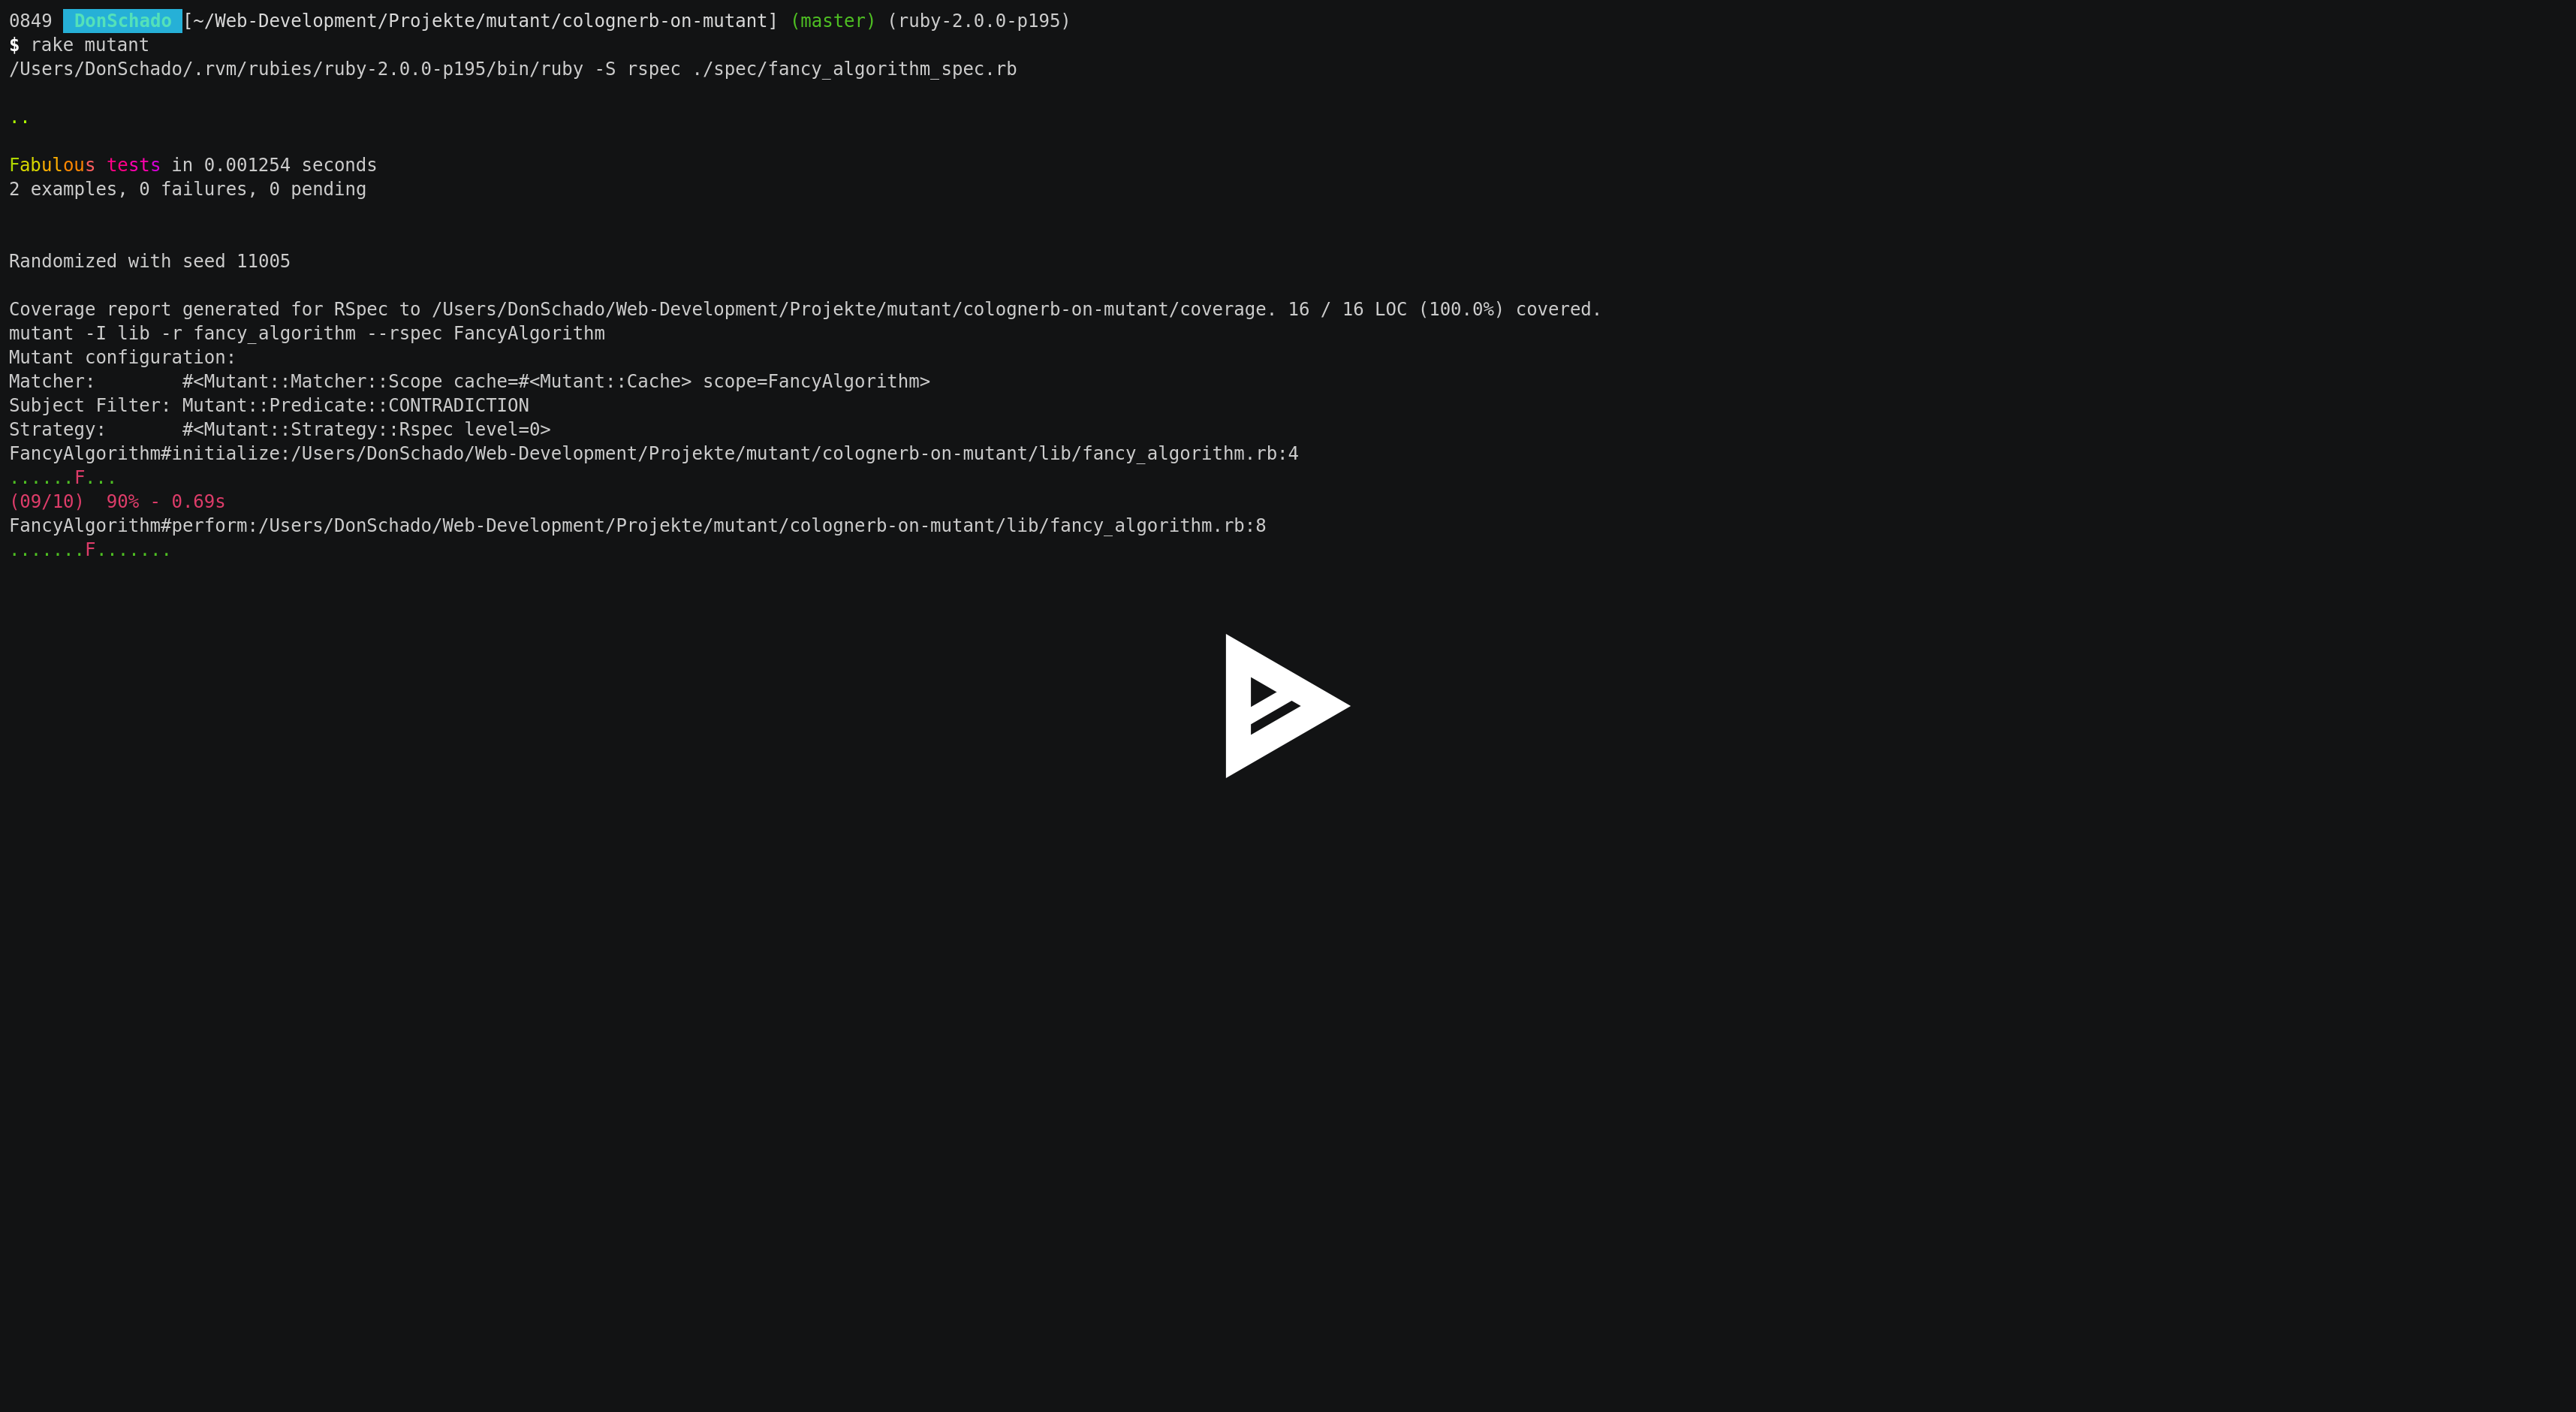 0849  DonSchado [~/Web-Development/Projekte/mutant/colognerb-on-mutant] (master) (ruby-2.0.0-p195)
$ rake mutant
/Users/DonSchado/.rvm/rubies/ruby-2.0.0-p195/bin/ruby -S rspec ./spec/fancy_algorithm_spec.rb
..
Fabulous tests in 0.001254 seconds
2 examples, 0 failures, 0 pending
Randomized with seed 11005
Coverage report generated for RSpec to /Users/DonSchado/Web-Development/Projekte/mutant/colognerb-on-mutant/coverage. 16 / 16 LOC (100.0%) covered.
mutant -I lib -r fancy_algorithm --rspec FancyAlgorithm
Mutant configuration:
Matcher:        #<Mutant::Matcher::Scope cache=#<Mutant::Cache> scope=FancyAlgorithm>
Subject Filter: Mutant::Predicate::CONTRADICTION
Strategy:       #<Mutant::Strategy::Rspec level=0>
FancyAlgorithm#initialize:/Users/DonSchado/Web-Development/Projekte/mutant/colognerb-on-mutant/lib/fancy_algorithm.rb:4
......F...
(09/10)  90% - 0.69s
FancyAlgorithm#perform:/Users/DonSchado/Web-Development/Projekte/mutant/colognerb-on-mutant/lib/fancy_algorithm.rb:8
.......F.......